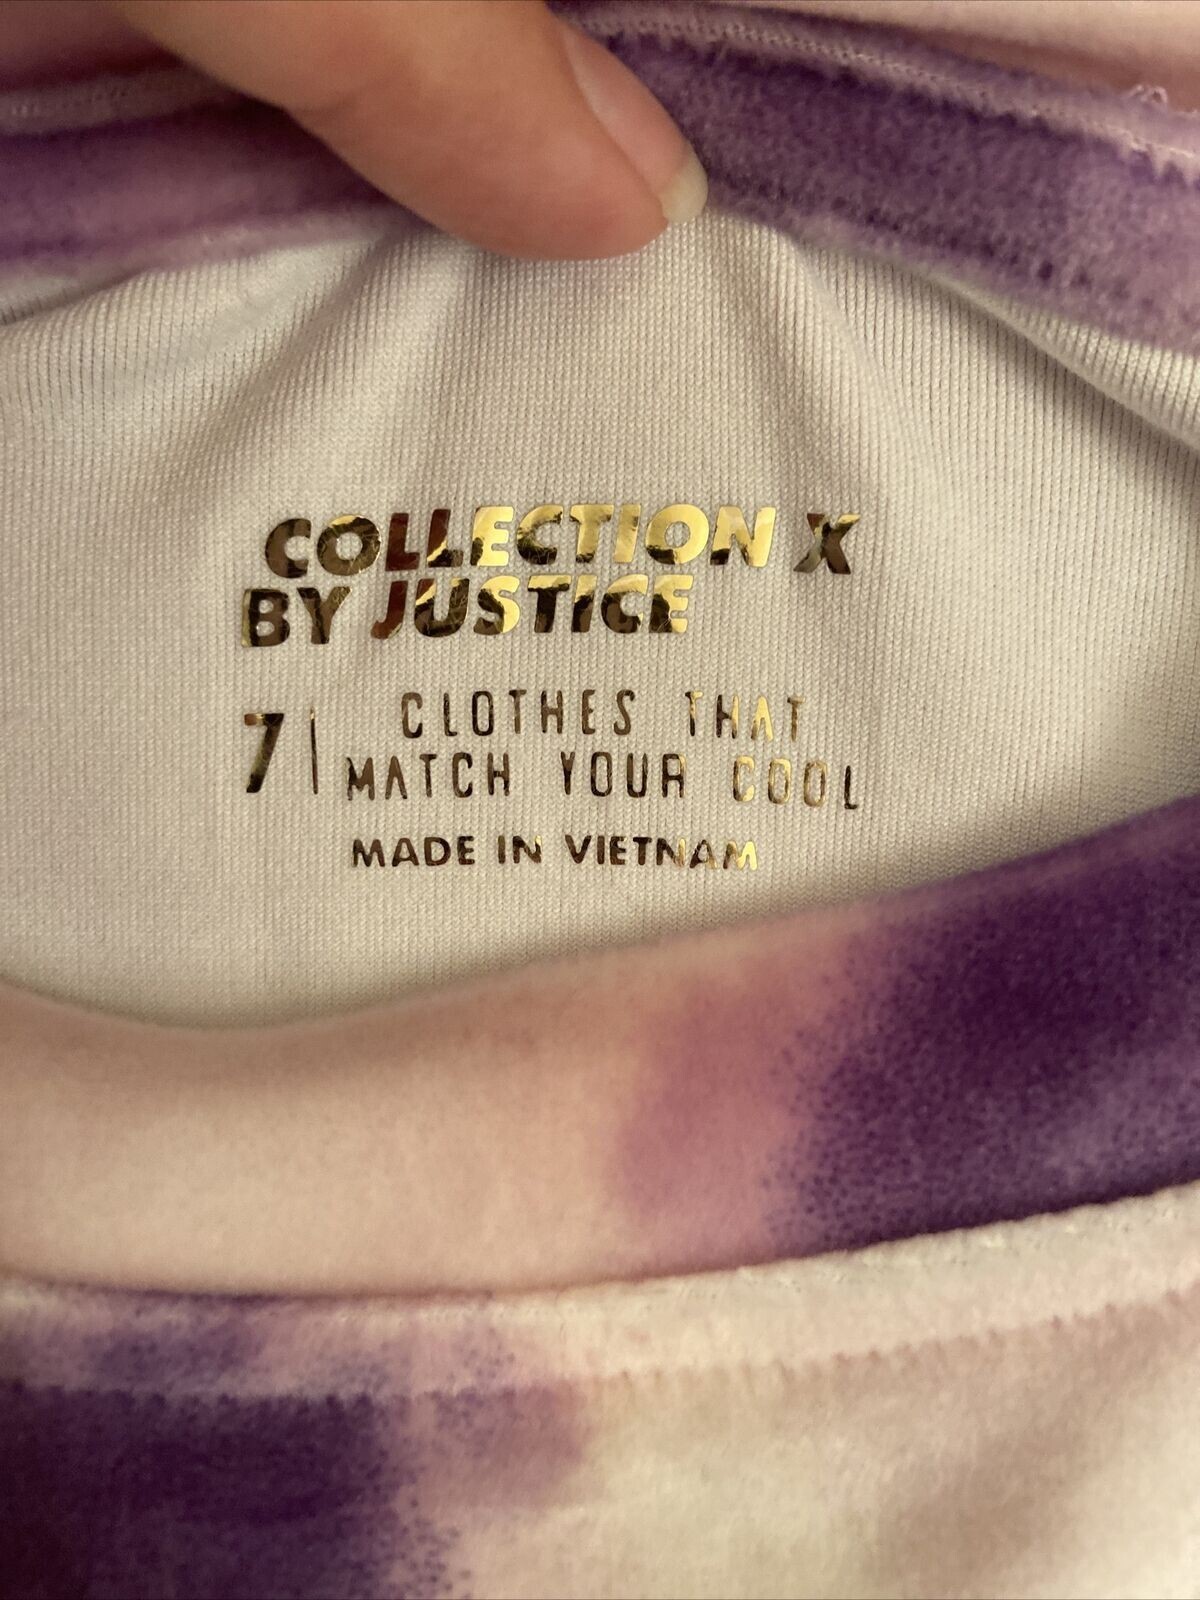 COLLECTION X
BY JUSTICE
7 | CLOTHES THAT
MATCH YOUR COOL
MADE IN VIETNAM